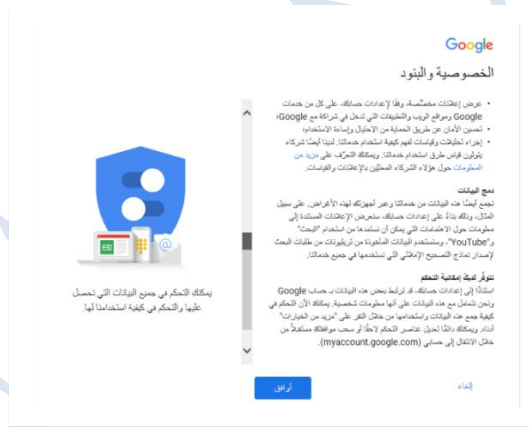 Google
الخصوصية والبنود
• عرض إعلانات مخصّصة، وفقًا لإعدادات حسابك، على كل من خدمات
Google ومواقع الويب والتطبيقات التي تدخل في شراكة مع Google؛
• تحسين الأمان عن طريق الحماية من الاحتيال وإساءة الاستخدام؛
• إجراء تحليلات وقياسات لفهم كيفية استخدام خدماتنا. لدينا أيضًا شركاء
يتولون قياس طرق استخدام خدماتنا. ويمكنك التعرّف على مزيد من
المعلومات حول هؤلاء الشركاء المعنيين بالإعلانات والقياسات.
دمج البيانات
نجمع أيضًا هذه البيانات من خدماتنا وعبر أجهزتك لهذه الأغراض. على سبيل
المثال، وذلك بناءً على إعدادات حسابك، سنعرض الإعلانات المستندة إلى
معلومات حول الاهتمامات التي يمكن أن نستمدها من استخدام "البحث"
و"YouTube"، وسنستخدم البيانات المأخوذة من تريليونات من طلبات البحث
لإصدار نماذج التصحيح الإملائي التي نستخدمها في جميع خدماتنا.
تتوفّر لديك إمكانية التحكم
استنادًا إلى إعدادات حسابك، قد ترتبط بعض هذه البيانات بـ حساب Google
ونحن نتعامل مع هذه البيانات على أنها معلومات شخصية. يمكنك الآن التحكم في
كيفية جمع هذه البيانات واستخدامها من خلال النقر على "مزيد من الخيارات"
أدناه. ويمكنك دائمًا تعديل عناصر التحكم لاحقًا أو سحب موافقتك مستقبلاً من
خلال الانتقال إلى حسابي (myaccount.google.com).
يمكنك التحكم في جميع البيانات التي نحصل
عليها والتحكم في كيفية استخدامنا لها.
إلغاء
أوافق